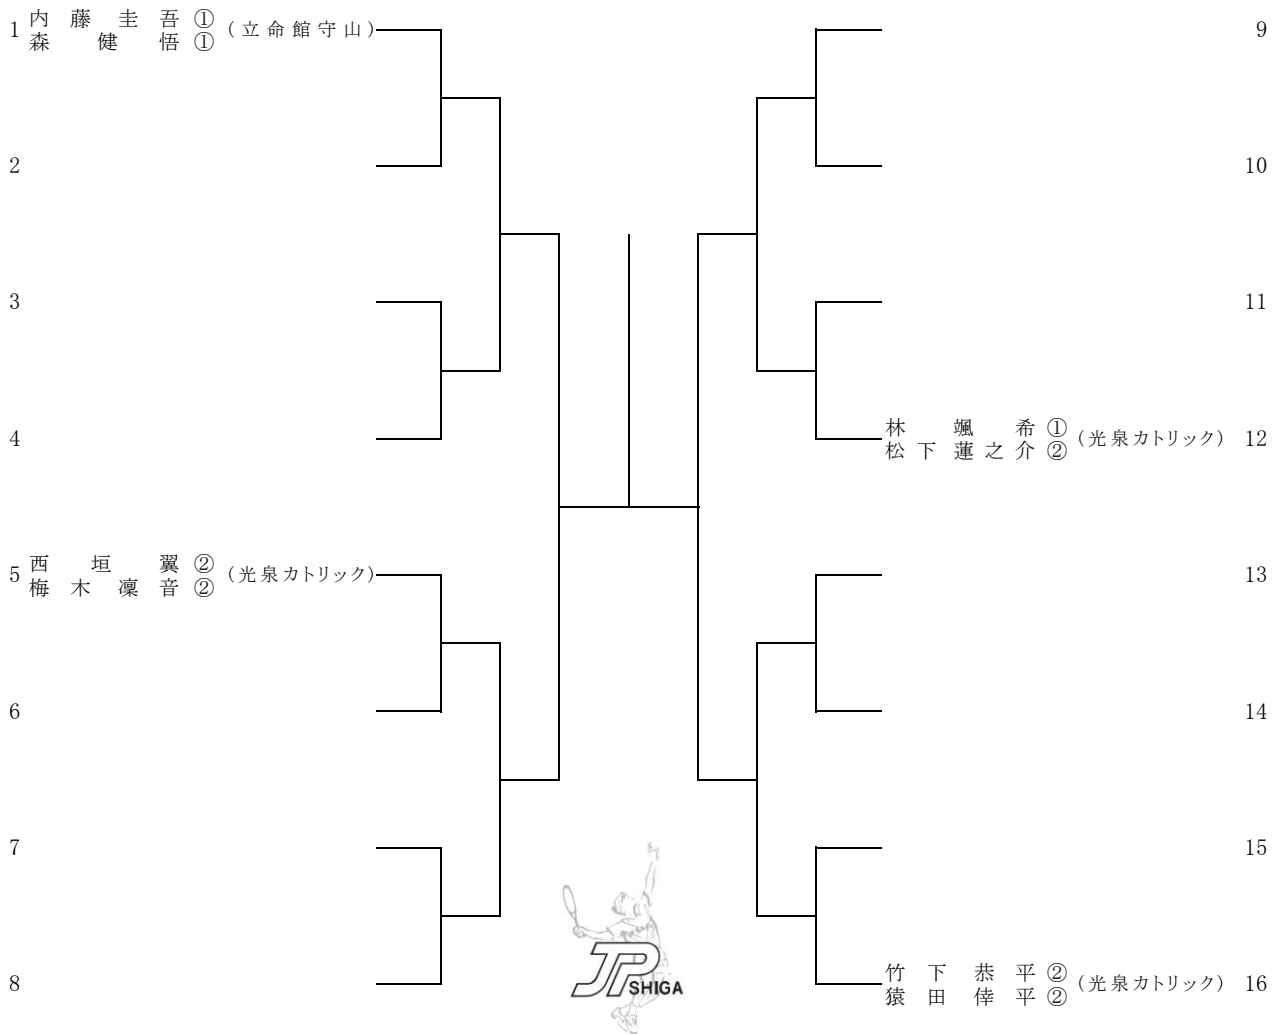 1 内藤圭吾① (立命館守山)
森健悟①
2
3
4
5 西垣翼② (光泉カトリック)
梅木凜音②
6
7
8
9
10
11
林颯希① (光泉カトリック) 12
松下蓮之介②
13
14
15
竹下恭平② (光泉カトリック) 16
猿田倖平②
JP SHIGA